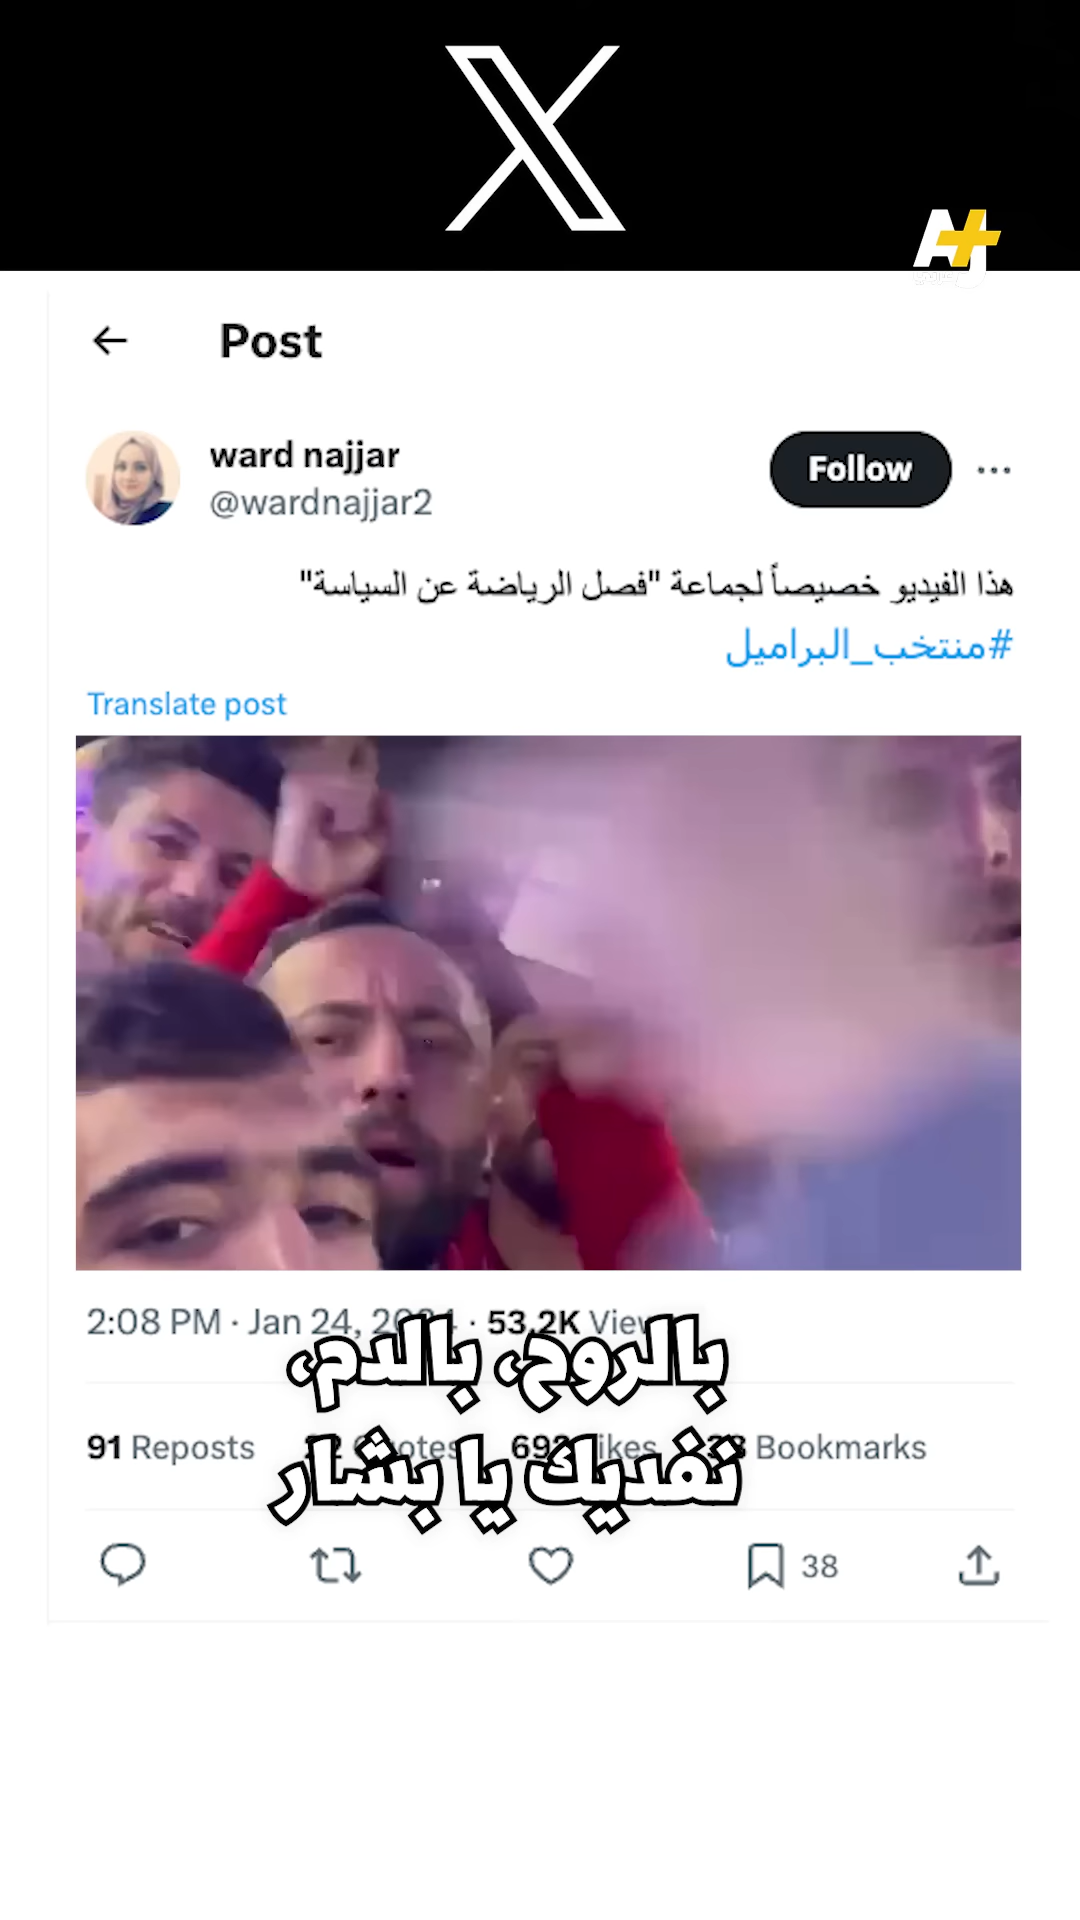 X
AJ+
Post
ward najjar
@wardnajjar2
Follow
هذا الفيديو خصيصاً لجماعة "فصل الرياضة عن السياسة"
#منتخب_البراميل
Translate post
2:08 PM · Jan 24, · 53.2K
بالروح، بالدم،
91 Reposts Bookmarks
نفديك يا بشار
38